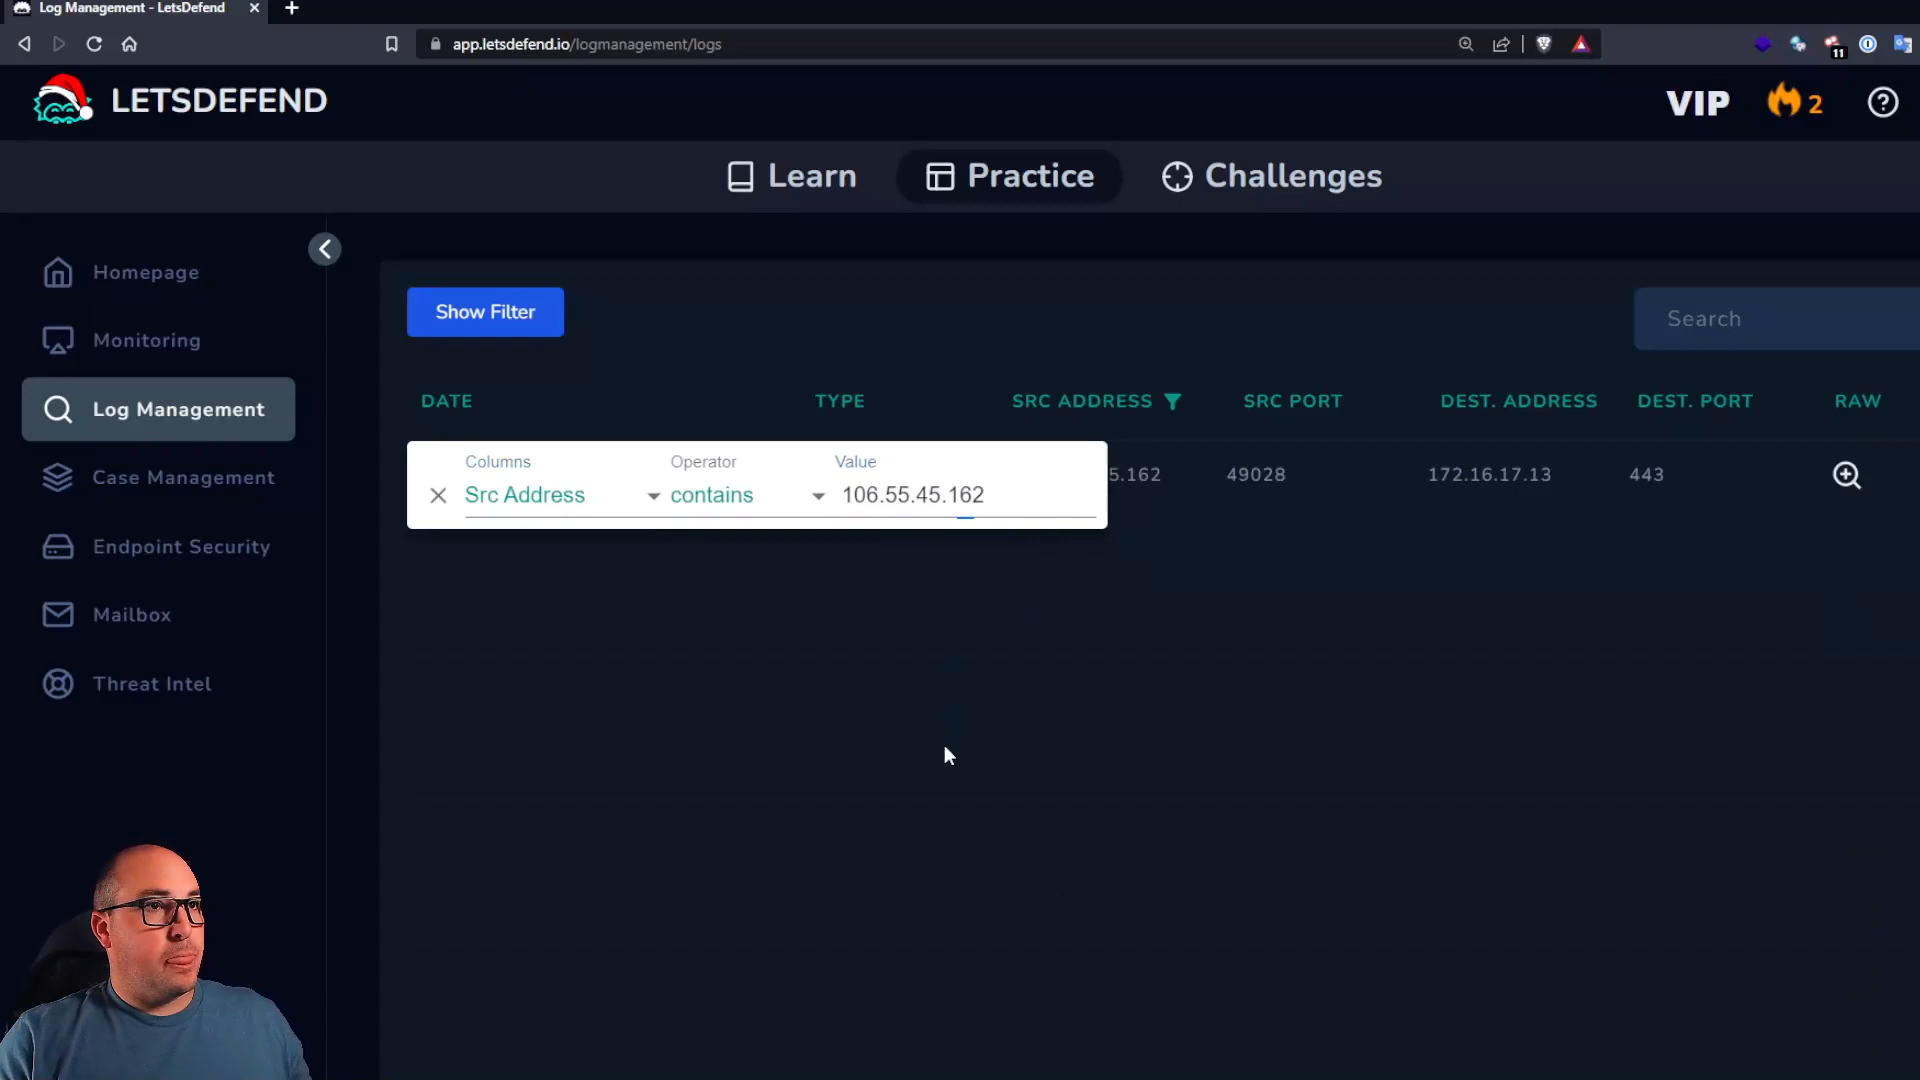 Log Management - LetsDefend
app.letsdefend.io/logmanagement/logs
11
LETSDEFEND
VIP
2
Learn
Practice
Challenges
Homepage
Monitoring
Log Management
Case Management
Endpoint Security
Mailbox
Threat Intel
Show Filter
Search
DATE TYPE SRC ADDRESS SRC PORT DEST. ADDRESS DEST. PORT RAW
Columns Operator Value
Src Address contains 106.55.45.162
5.162 49028 172.16.17.13 443